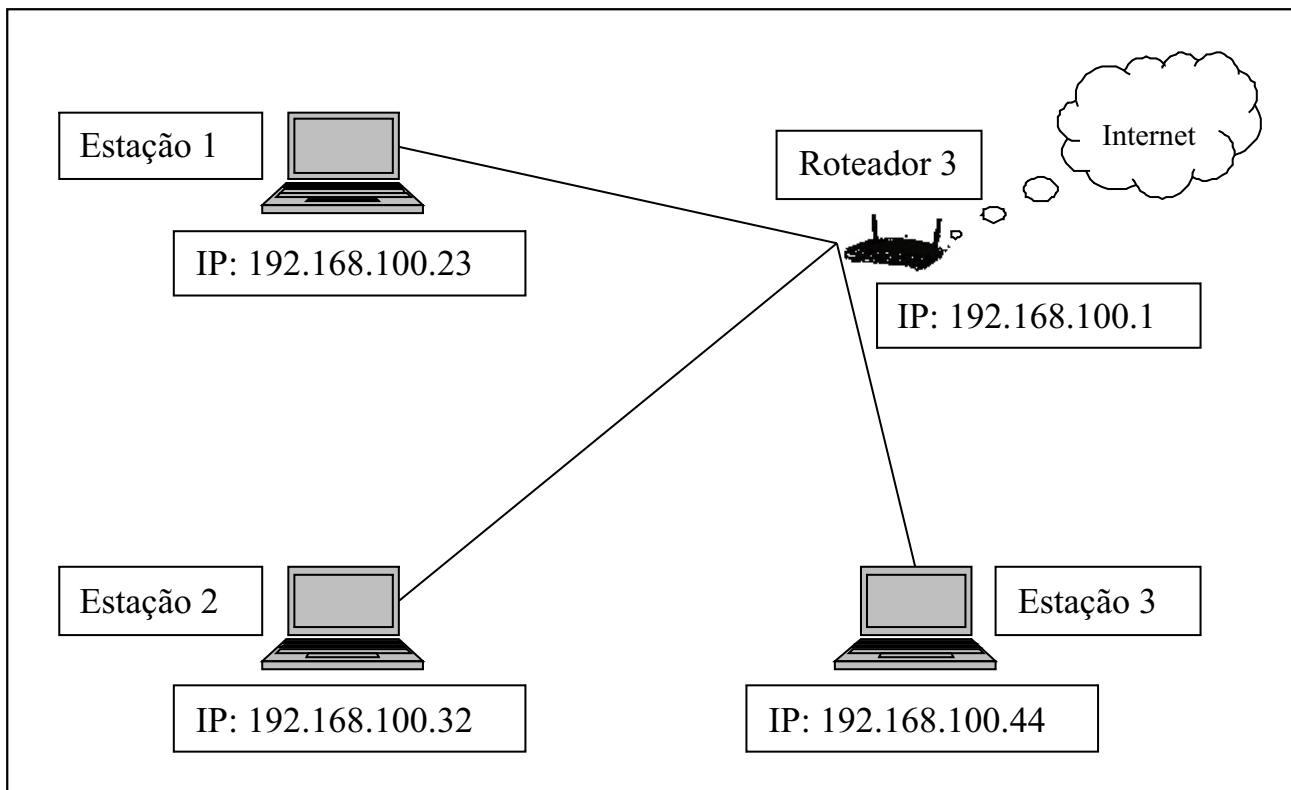 Estação 1
IP: 192.168.100.23
Roteador 3
Internet
IP: 192.168.100.1
Estação 2
IP: 192.168.100.32
Estação 3
IP: 192.168.100.44